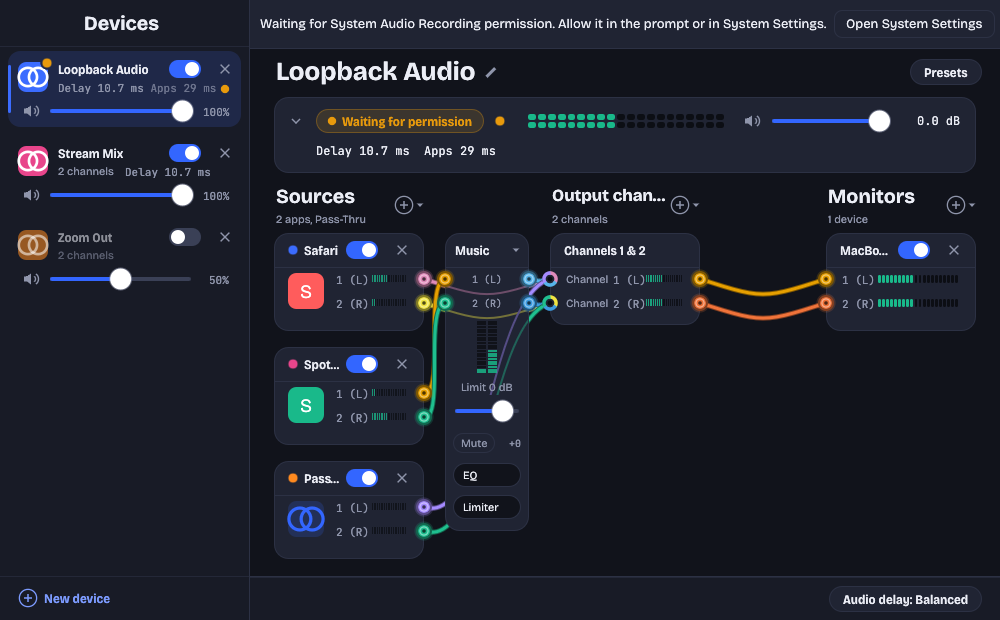 Devices
Waiting for System Audio Recording permission. Allow it in the prompt or in System Settings.
Open System Settings
Loopback Audio
Delay 10.7 ms Apps 29 ms
100%
Stream Mix
2 channels Delay 10.7 ms
100%
Zoom Out
2 channels
50%
New device
Loopback Audio
Presets
Waiting for permission
0.0 dB
Delay 10.7 ms Apps 29 ms
Sources
2 apps, Pass-Thru
Output chan...
2 channels
Monitors
1 device
Safari
S
1 (L)
2 (R)
Spot...
S
1 (L)
2 (R)
Pass...
1 (L)
2 (R)
Music
1 (L)
2 (R)
Limit 0 dB
Mute +0
EQ
Limiter
Channels 1 & 2
Channel 1 (L)
Channel 2 (R)
MacBo...
1 (L)
2 (R)
Audio delay: Balanced